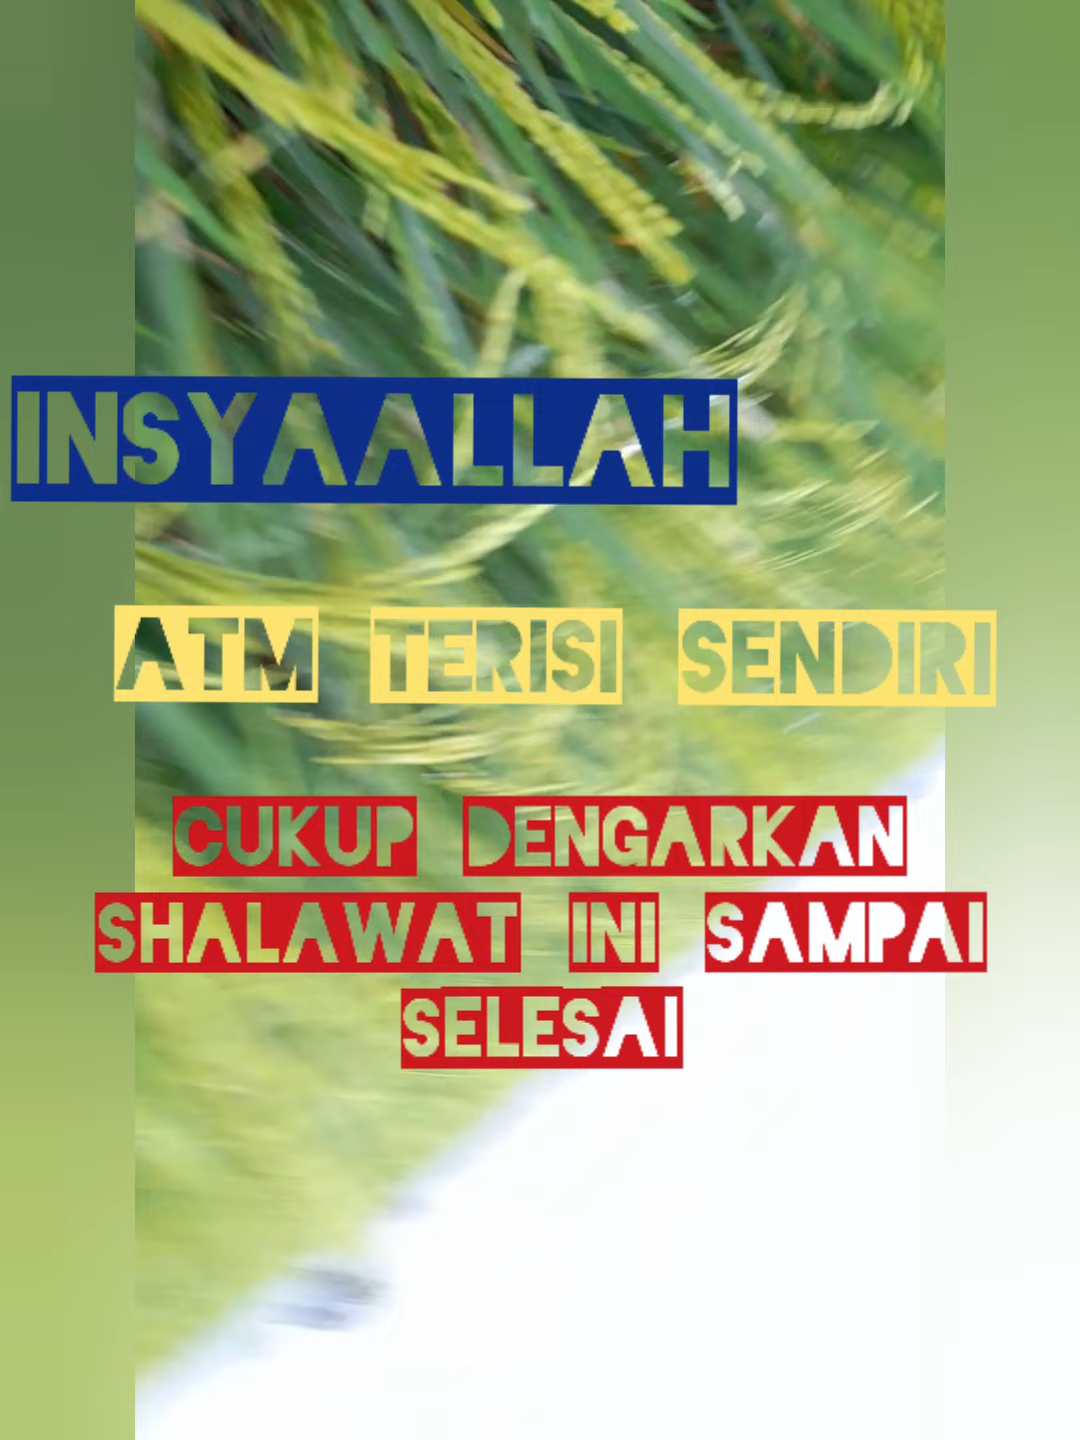 INSYAALLAH
ATM TERISI SENDIRI
CUKUP DENGARKAN
SHALAWAT INI SAMPAI
SELESAI